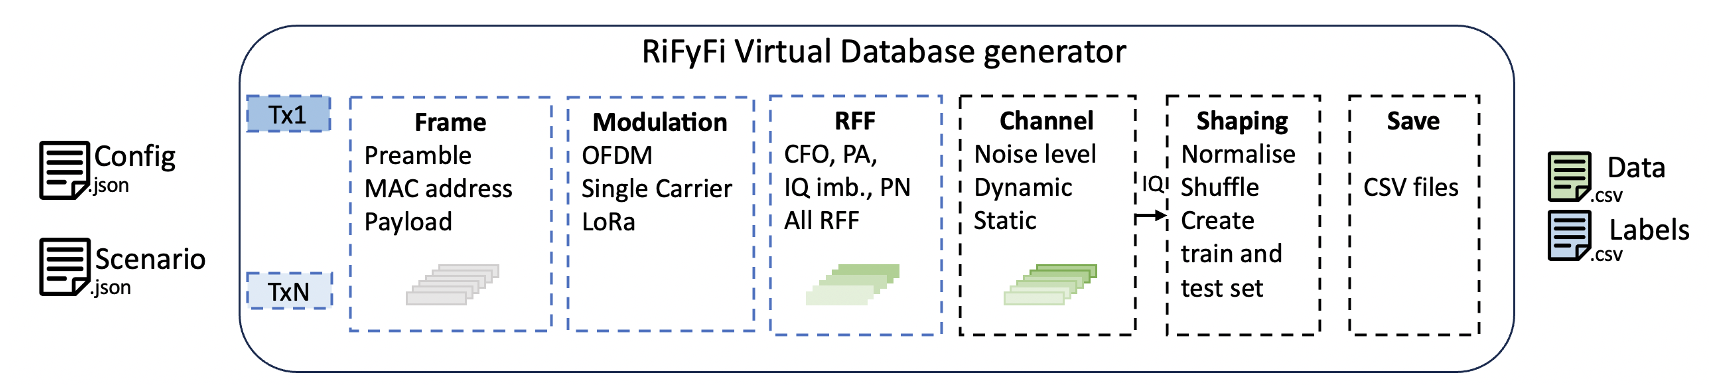 RiFyFi Virtual Database generator
Config
.json
Scenario
.json
Tx1
TxN
Frame
Preamble
MAC address
Payload
Modulation
OFDM
Single Carrier
LoRa
RFF
CFO, PA,
IQ imb., PN
All RFF
Channel
Noise level
Dynamic
Static
IQ
Shaping
Normalise
Shuffle
Create
train and
test set
Save
CSV files
Data
.csv
Labels
.csv